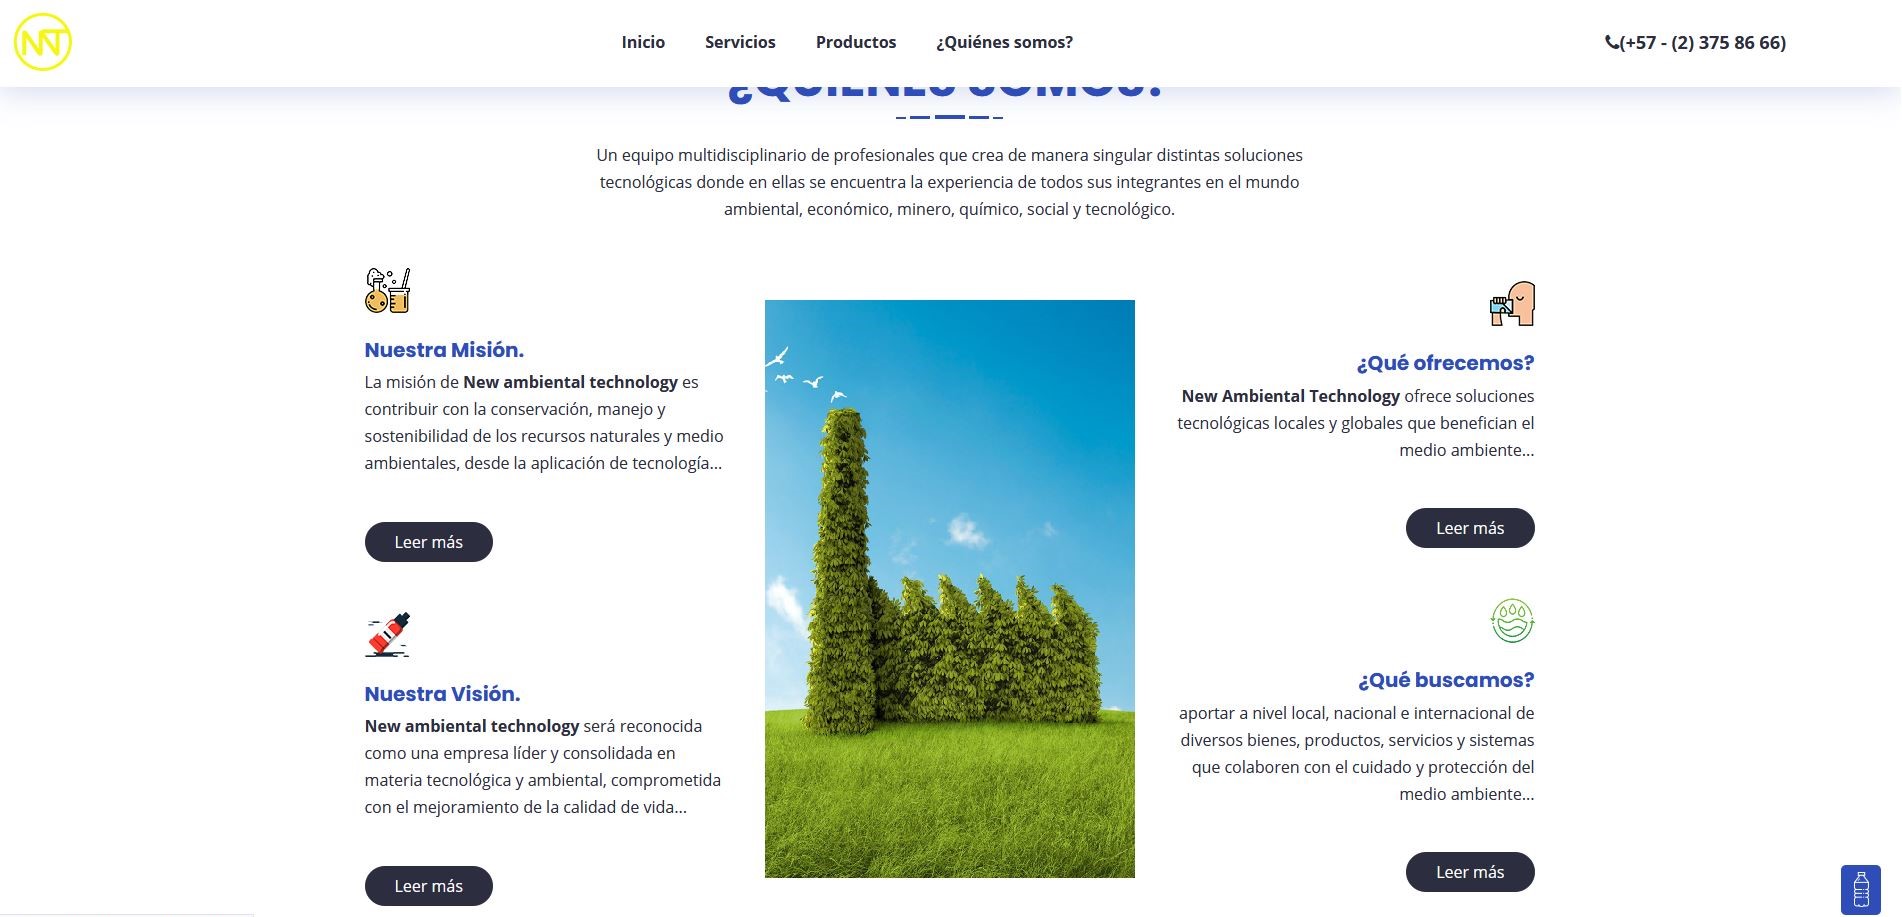 NNT
Inicio Servicios Productos ¿Quiénes somos? (+57 - (2) 375 86 66)
¿QUIÉNES SOMOS?
Un equipo multidisciplinario de profesionales que crea de manera singular distintas soluciones
tecnológicas donde en ellas se encuentra la experiencia de todos sus integrantes en el mundo
ambiental, económico, minero, químico, social y tecnológico.
Nuestra Misión.
La misión de New ambiental technology es
contribuir con la conservación, manejo y
sostenibilidad de los recursos naturales y medio
ambientales, desde la aplicación de tecnología...
Leer más
Nuestra Visión.
New ambiental technology será reconocida
como una empresa líder y consolidada en
materia tecnológica y ambiental, comprometida
con el mejoramiento de la calidad de vida...
Leer más
¿Qué ofrecemos?
New Ambiental Technology ofrece soluciones
tecnológicas locales y globales que benefician el
medio ambiente...
Leer más
¿Qué buscamos?
aportar a nivel local, nacional e internacional de
diversos bienes, productos, servicios y sistemas
que colaboren con el cuidado y protección del
medio ambiente...
Leer más